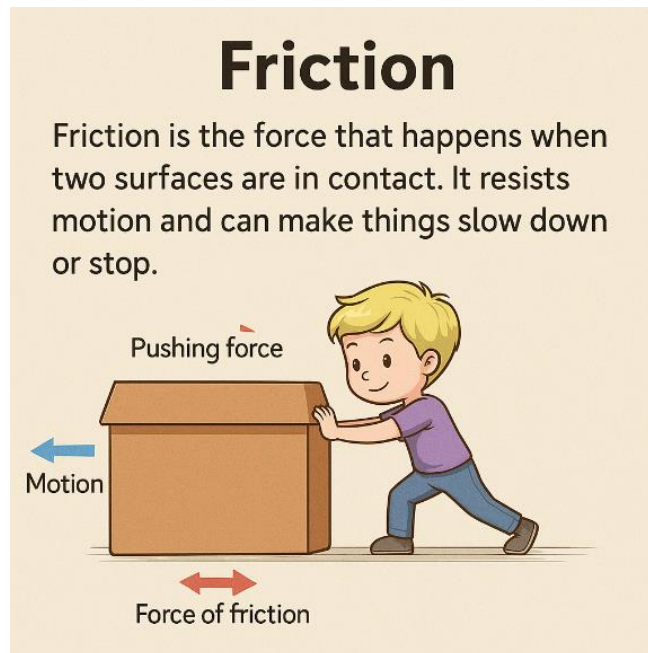 Friction
Friction is the force that happens when
two surfaces are in contact. It resists
motion and can make things slow down
or stop.
Pushing force
Motion
Force of friction